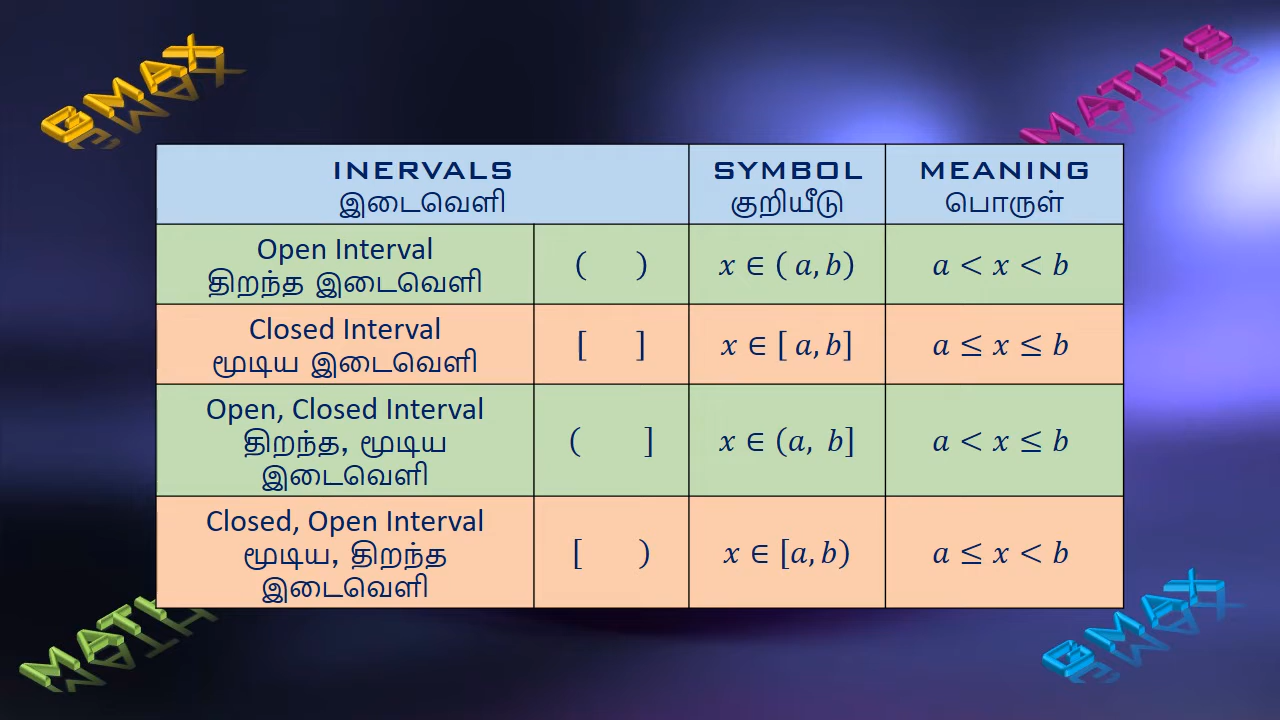 GMAX
MATHS
INERVALS
இடைவெளி
SYMBOL
குறியீடு
MEANING
பொருள்
Open Interval
திறந்த இடைவெளி
( )
x ∈ ( a, b)
a < x < b
Closed Interval
மூடிய இடைவெளி
[ ]
x ∈ [ a, b]
a ≤ x ≤ b
Open, Closed Interval
திறந்த, மூடிய
இடைவெளி
( ]
x ∈ (a, b]
a < x ≤ b
Closed, Open Interval
மூடிய, திறந்த
இடைவெளி
[ )
x ∈ [a, b)
a ≤ x < b
MATH
GMAX